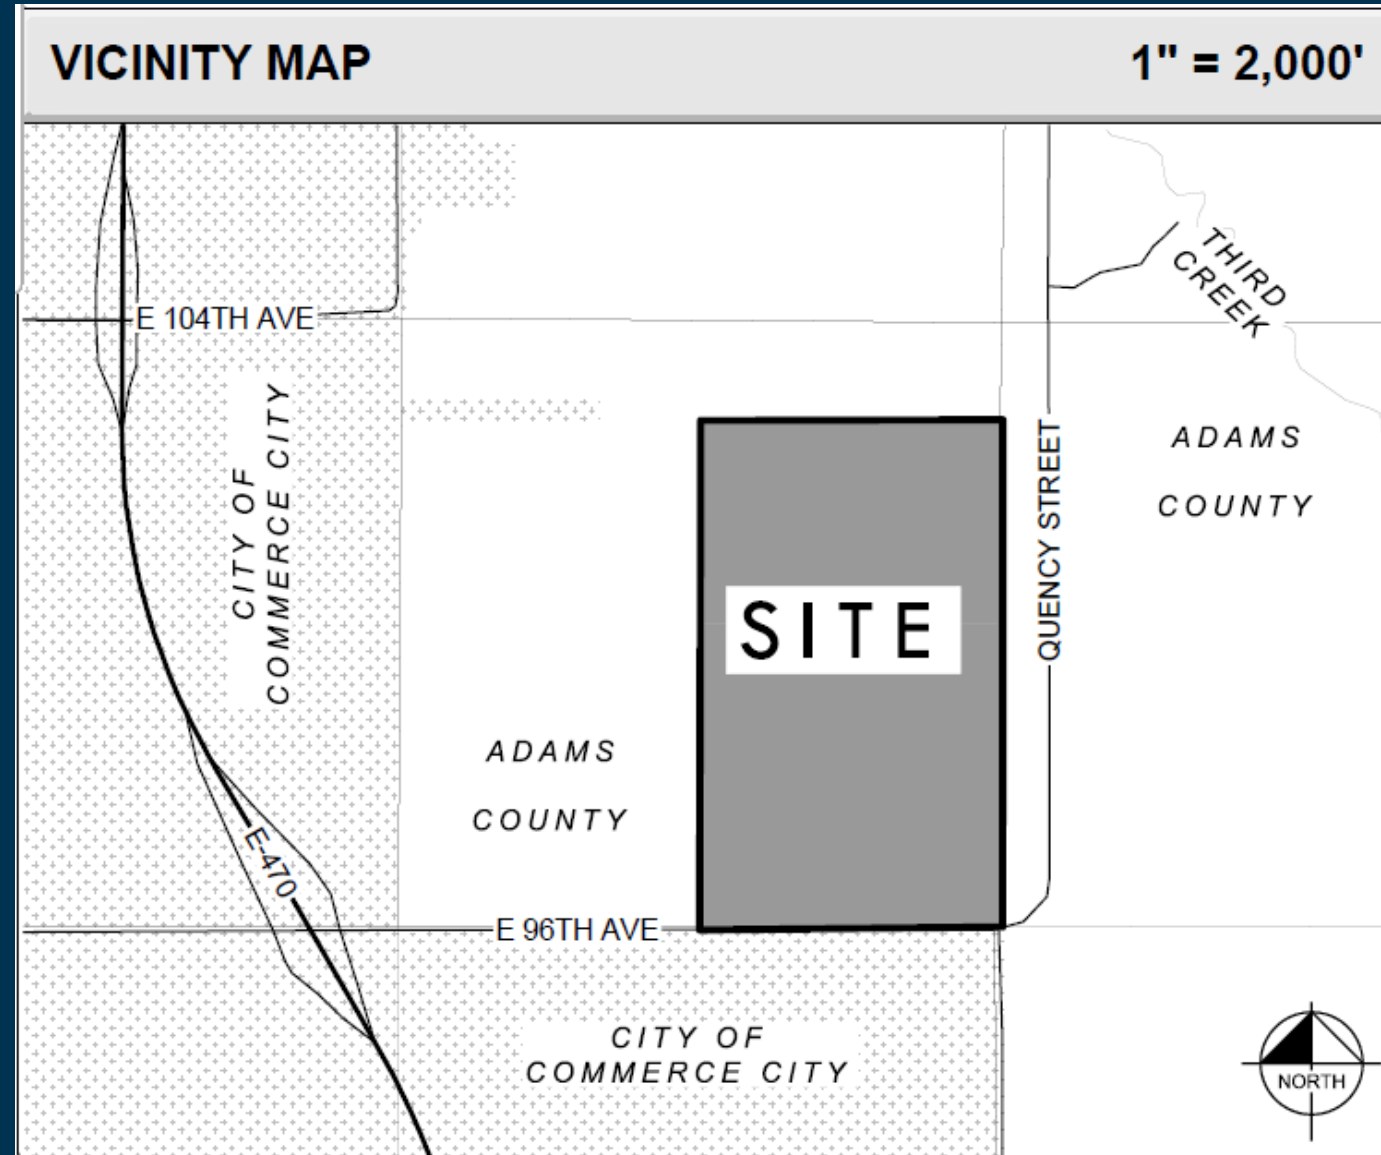 VICINITY MAP
1" = 2,000'
E 104TH AVE
THIRD
CREEK
CITY OF
COMMERCE CITY
ADAMS
COUNTY
QUENCY STREET
SITE
ADAMS
COUNTY
E-470
E 96TH AVE
CITY OF
COMMERCE CITY
NORTH